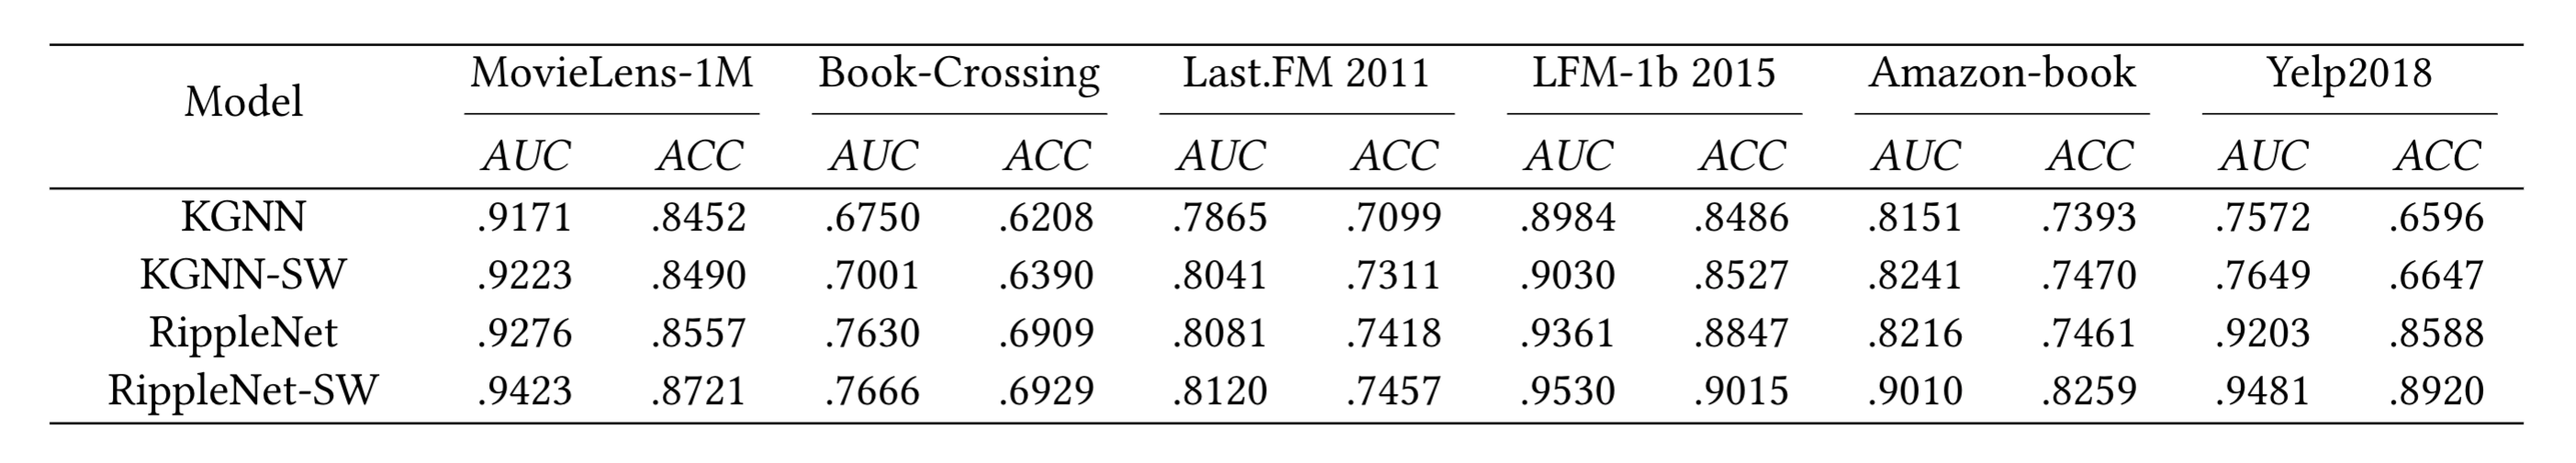 Model MovieLens-1M Book-Crossing Last.FM 2011 LFM-1b 2015 Amazon-book Yelp2018
AUC ACC AUC ACC AUC ACC AUC ACC AUC ACC AUC ACC
KGNN .9171 .8452 .6750 .6208 .7865 .7099 .8984 .8486 .8151 .7393 .7572 .6596
KGNN-SW .9223 .8490 .7001 .6390 .8041 .7311 .9030 .8527 .8241 .7470 .7649 .6647
RippleNet .9276 .8557 .7630 .6909 .8081 .7418 .9361 .8847 .8216 .7461 .9203 .8588
RippleNet-SW .9423 .8721 .7666 .6929 .8120 .7457 .9530 .9015 .9010 .8259 .9481 .8920